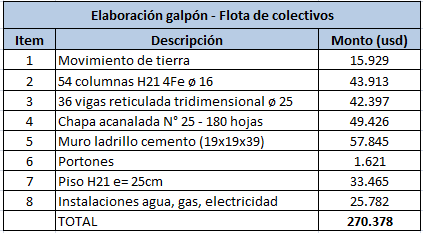 Elaboración galpón - Flota de colectivos
Item Descripción Monto (usd)
1 Movimiento de tierra 15.929
2 54 columnas H21 4Fe ø 16 43.913
3 36 vigas reticulada tridimensional ø 25 42.397
4 Chapa acanalada N° 25 - 180 hojas 49.426
5 Muro ladrillo cemento (19x19x39) 57.845
6 Portones 1.621
7 Piso H21 e= 25cm 33.465
8 Instalaciones agua, gas, electricidad 25.782
TOTAL 270.378